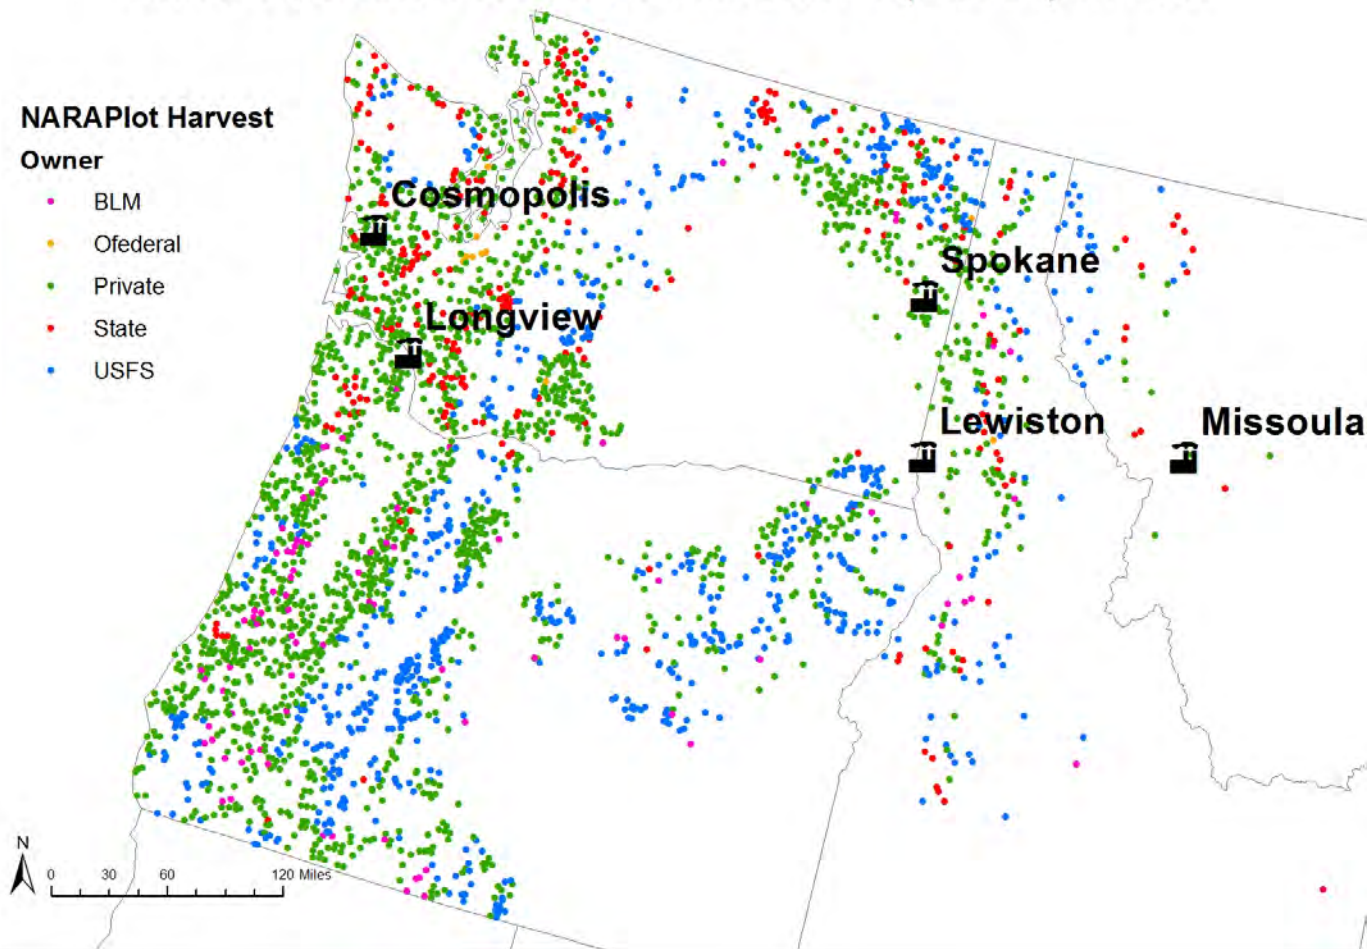 NARAPlot Harvest
Owner
BLM
Ofederal
Private
State
USFS
Cosmopolis
Longview
Spokane
Lewiston
Missoula
N
0 30 60 120 Miles